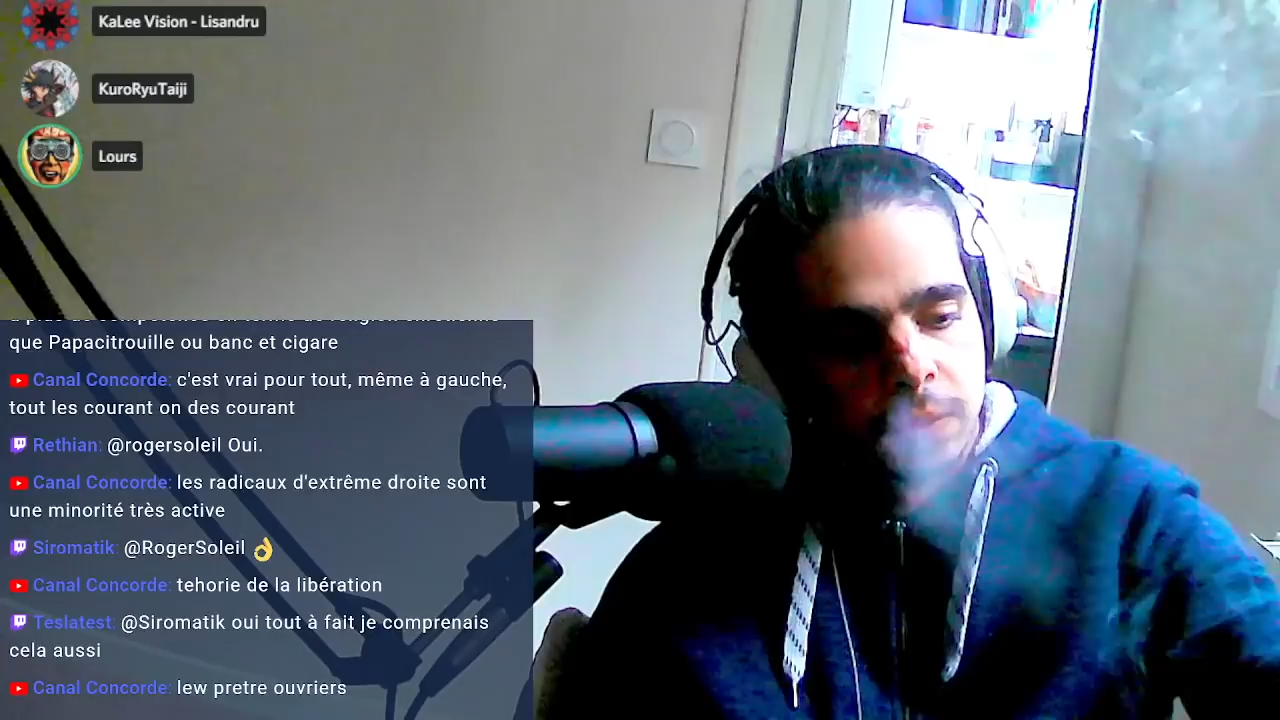 KaLee Vision - Lisandru
KuroRyuTaiji
Lours
que Papacitrouille ou banc et cigare
Canal Concorde: c'est vrai pour tout, même à gauche,
tout les courant on des courant
Rethian: @rogersoleil Oui.
Canal Concorde: les radicaux d'extrême droite sont
une minorité très active
Siromatik: @RogerSoleil 👌
Canal Concorde: tehorie de la libération
Teslatest: @Siromatik oui tout à fait je comprenais
cela aussi
Canal Concorde: lew pretre ouvriers